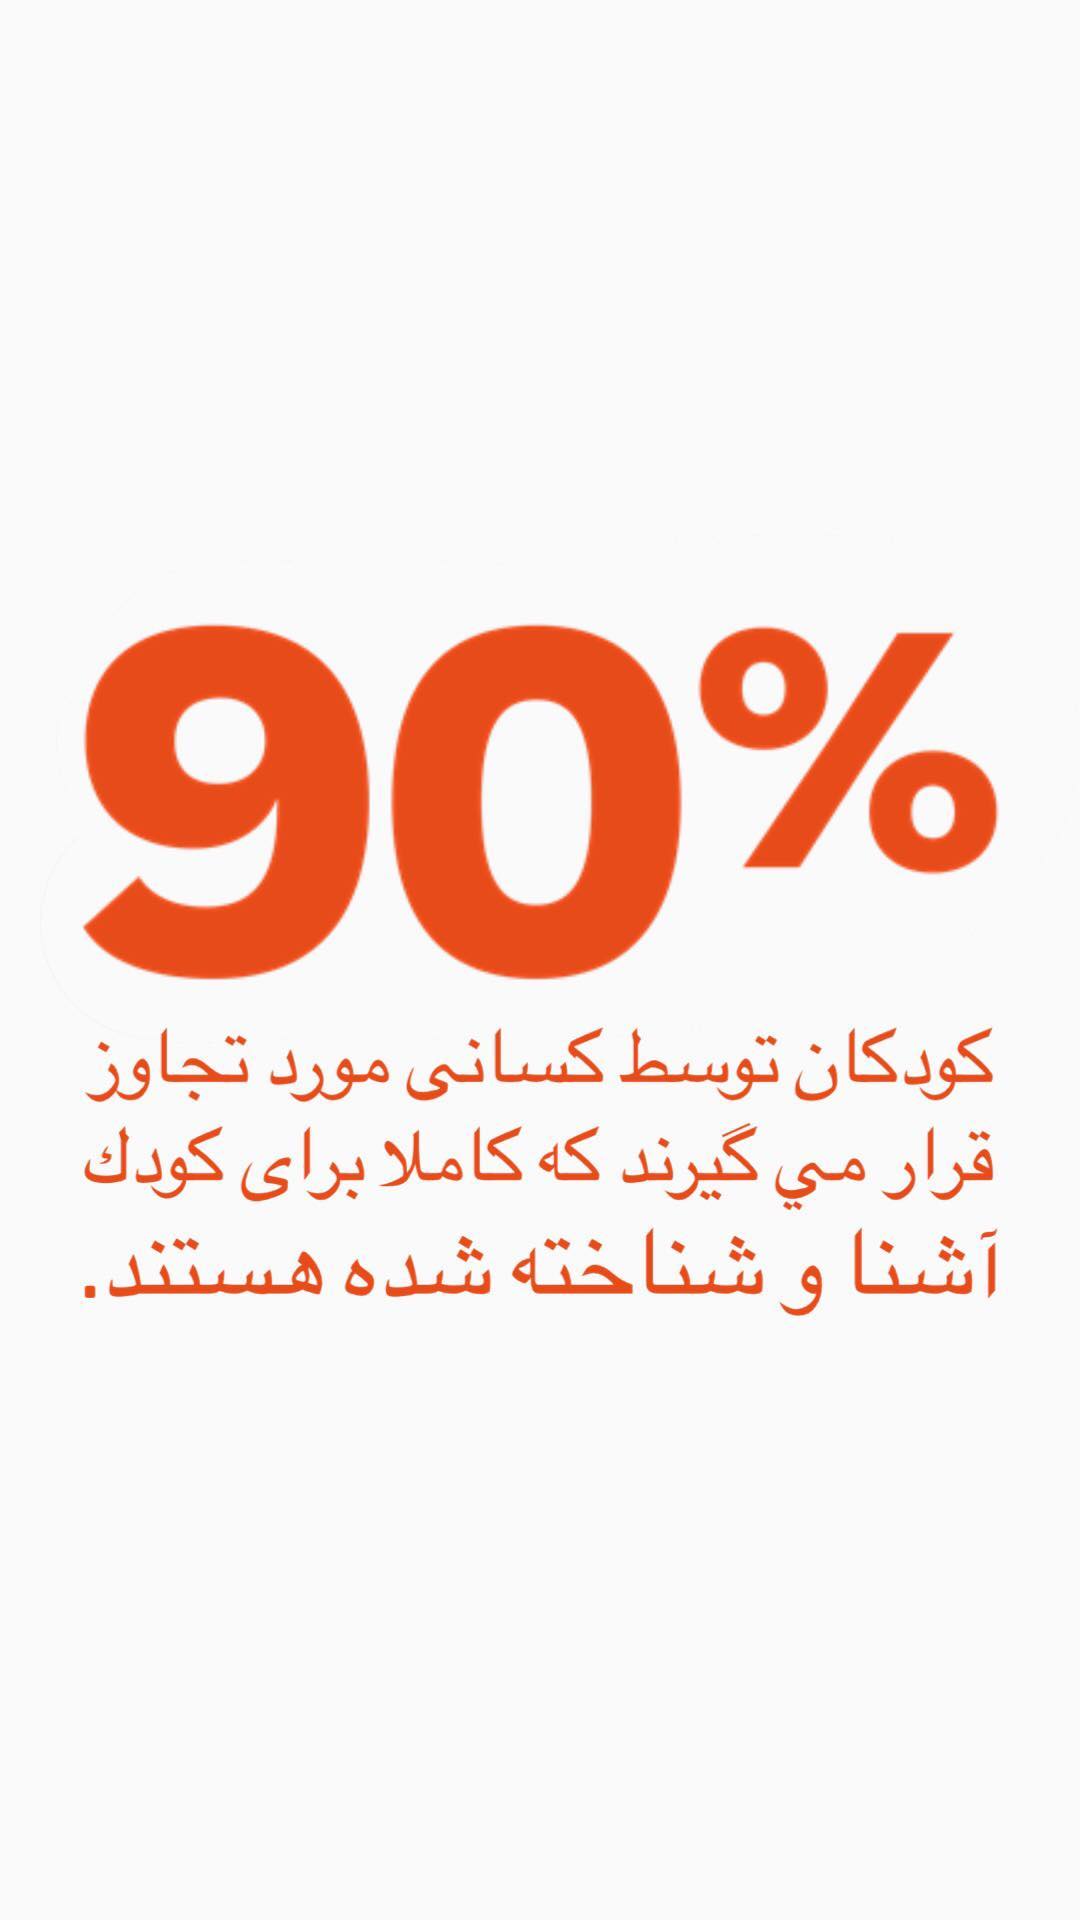 90%
کودکان توسط کسانی مورد تجاوز
قرار مي گیرند که کاملا برای کودك
آشنا و شناخته شده هستند.